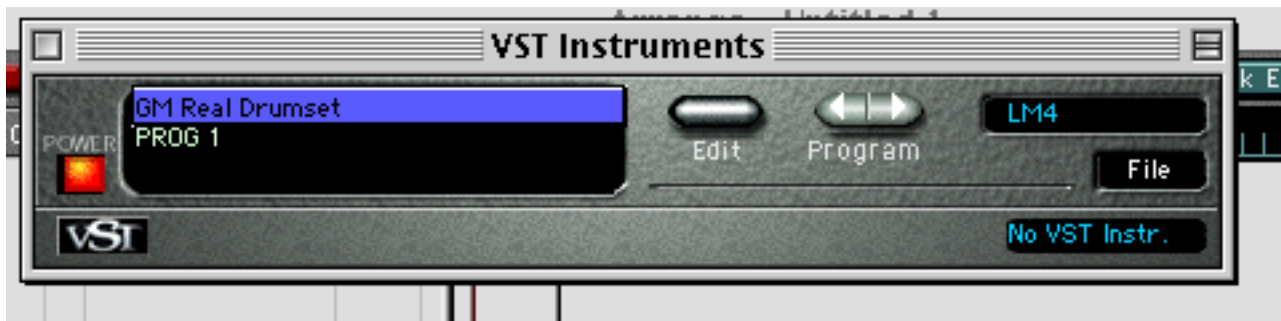 VST Instruments
GM Real Drumset
PROG 1
POWER
Edit
Program
LM4
File
VST
No VST Instr.
k E